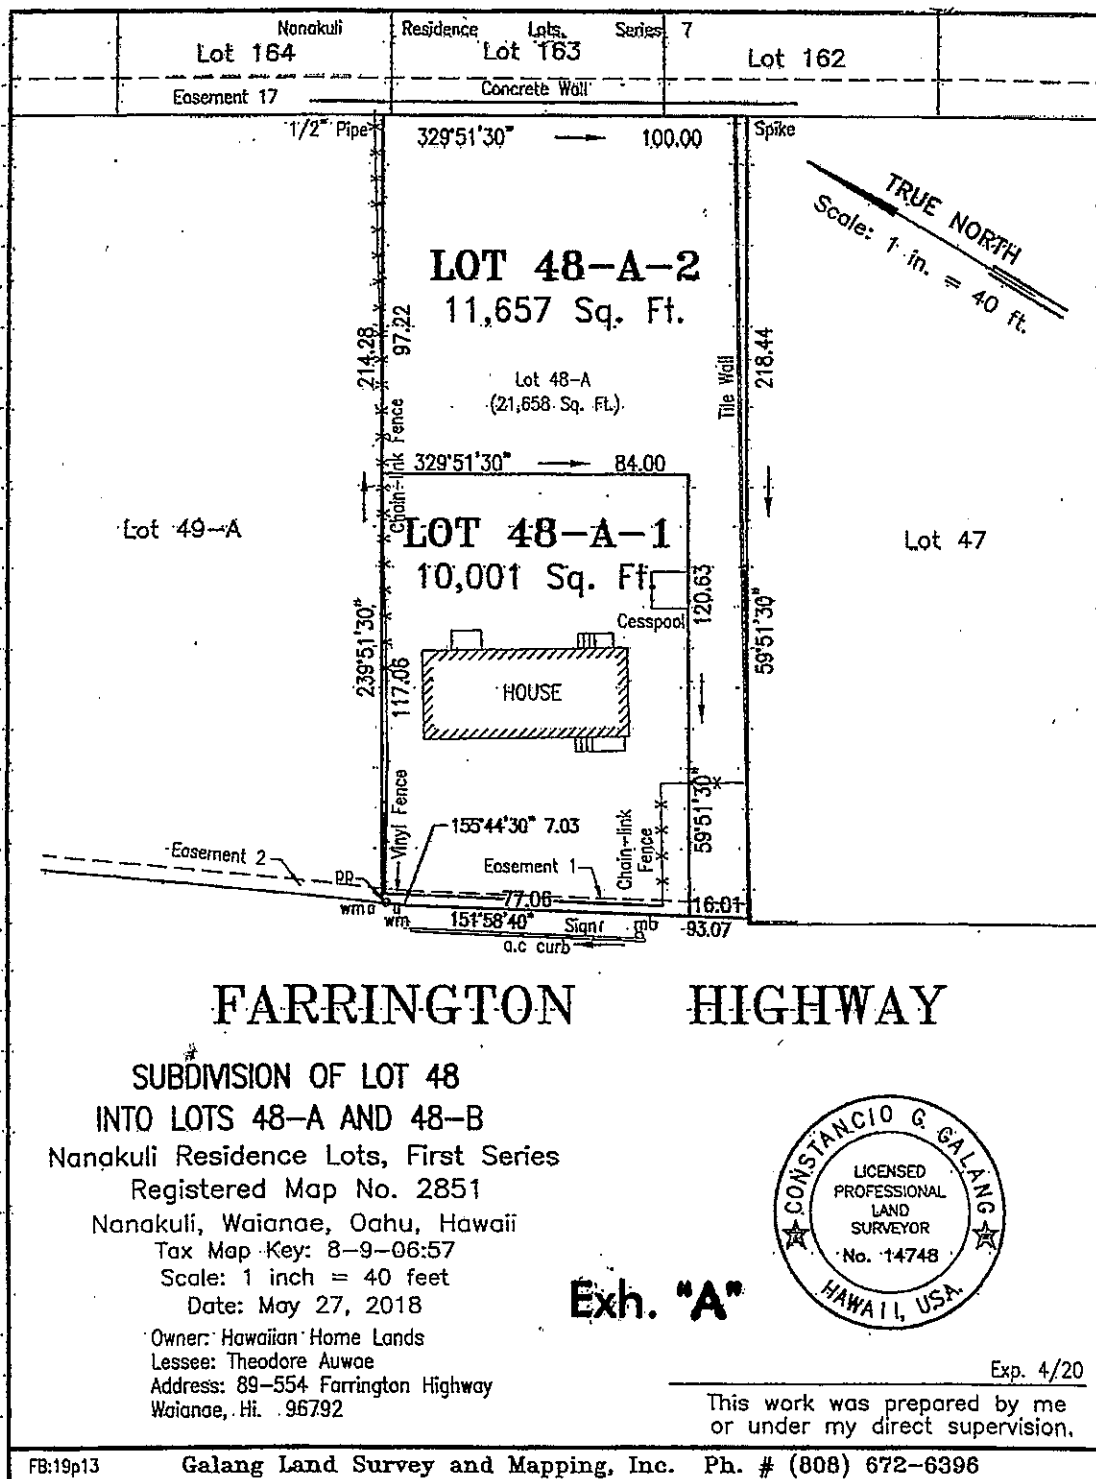 Nanakuli Residence Lots, Series 7
Lot 164
Lot 163
Lot 162
Easement 17
Concrete Wall
1/2" Pipe
329°51'30" 100.00
Spike
TRUE NORTH
Scale: 1 in. = 40 ft.
LOT 48-A-2
11,657 Sq. Ft.
214.28
97.22
218.44
Tile Wall
Lot 48-A
(21,658 Sq. Ft.)
Chain-link Fence
329°51'30" 84.00
Lot 49-A
LOT 48-A-1
10,001 Sq. Ft.
Lot 47
120.63
Cesspool
239°51'30"
117.06
59°51'30"
HOUSE
Vinyl Fence
155°44'30" 7.03
Chain-link
Fence
59°51'30"
Easement 2
Easement 1
pp
77.06
16.01
wm
wm
151°58'40"
Sign
mb
93.07
a.c curb
FARRINGTON HIGHWAY
SUBDIVISION OF LOT 48
INTO LOTS 48-A AND 48-B
Nanakuli Residence Lots, First Series
Registered Map No. 2851
Nanakuli, Waianae, Oahu, Hawaii
Tax Map Key: 8-9-06:57
Scale: 1 inch = 40 feet
Date: May 27, 2018
Owner: Hawaiian Home Lands
Lessee: Theodore Auwae
Address: 89-554 Farrington Highway
Waianae, Hi. 96792
Exh. "A"
CONSTANCIO G. GALANG
LICENSED
PROFESSIONAL
LAND
SURVEYOR
No. 14748
HAWAII, USA
Exp. 4/20
This work was prepared by me
or under my direct supervision.
FB:19p13
Galang Land Survey and Mapping, Inc. Ph. # (808) 672-6396